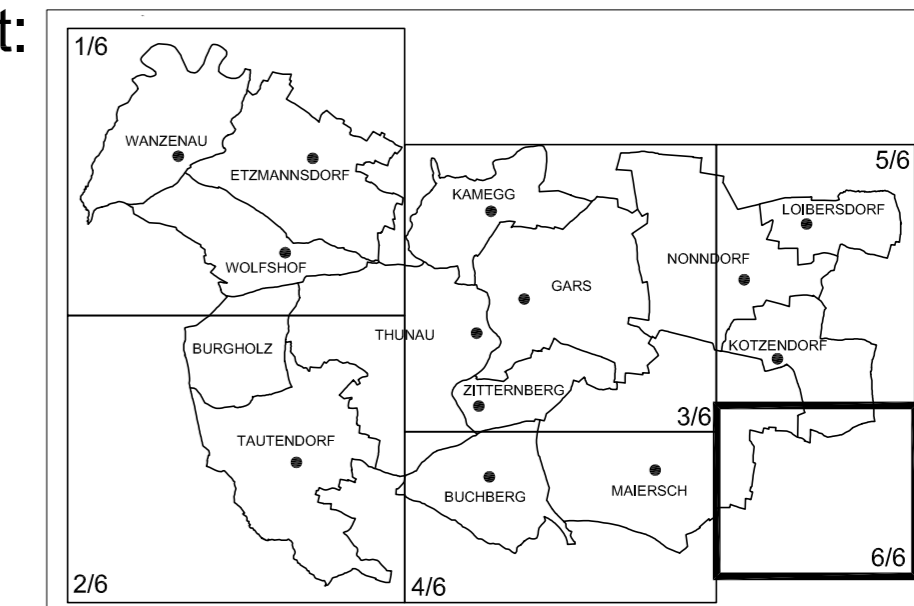 t:
1/6
WANZENAU
ETZMANNSDORF
WOLFSHOF
5/6
KAMEGG
LOIBERSDORF
NONNDORF
GARS
THUNAU
BURGHOLZ
KOTZENDORF
ZITTERNBERG
3/6
TAUTENDORF
BUCHBERG
MAIERSCH
2/6
4/6
6/6